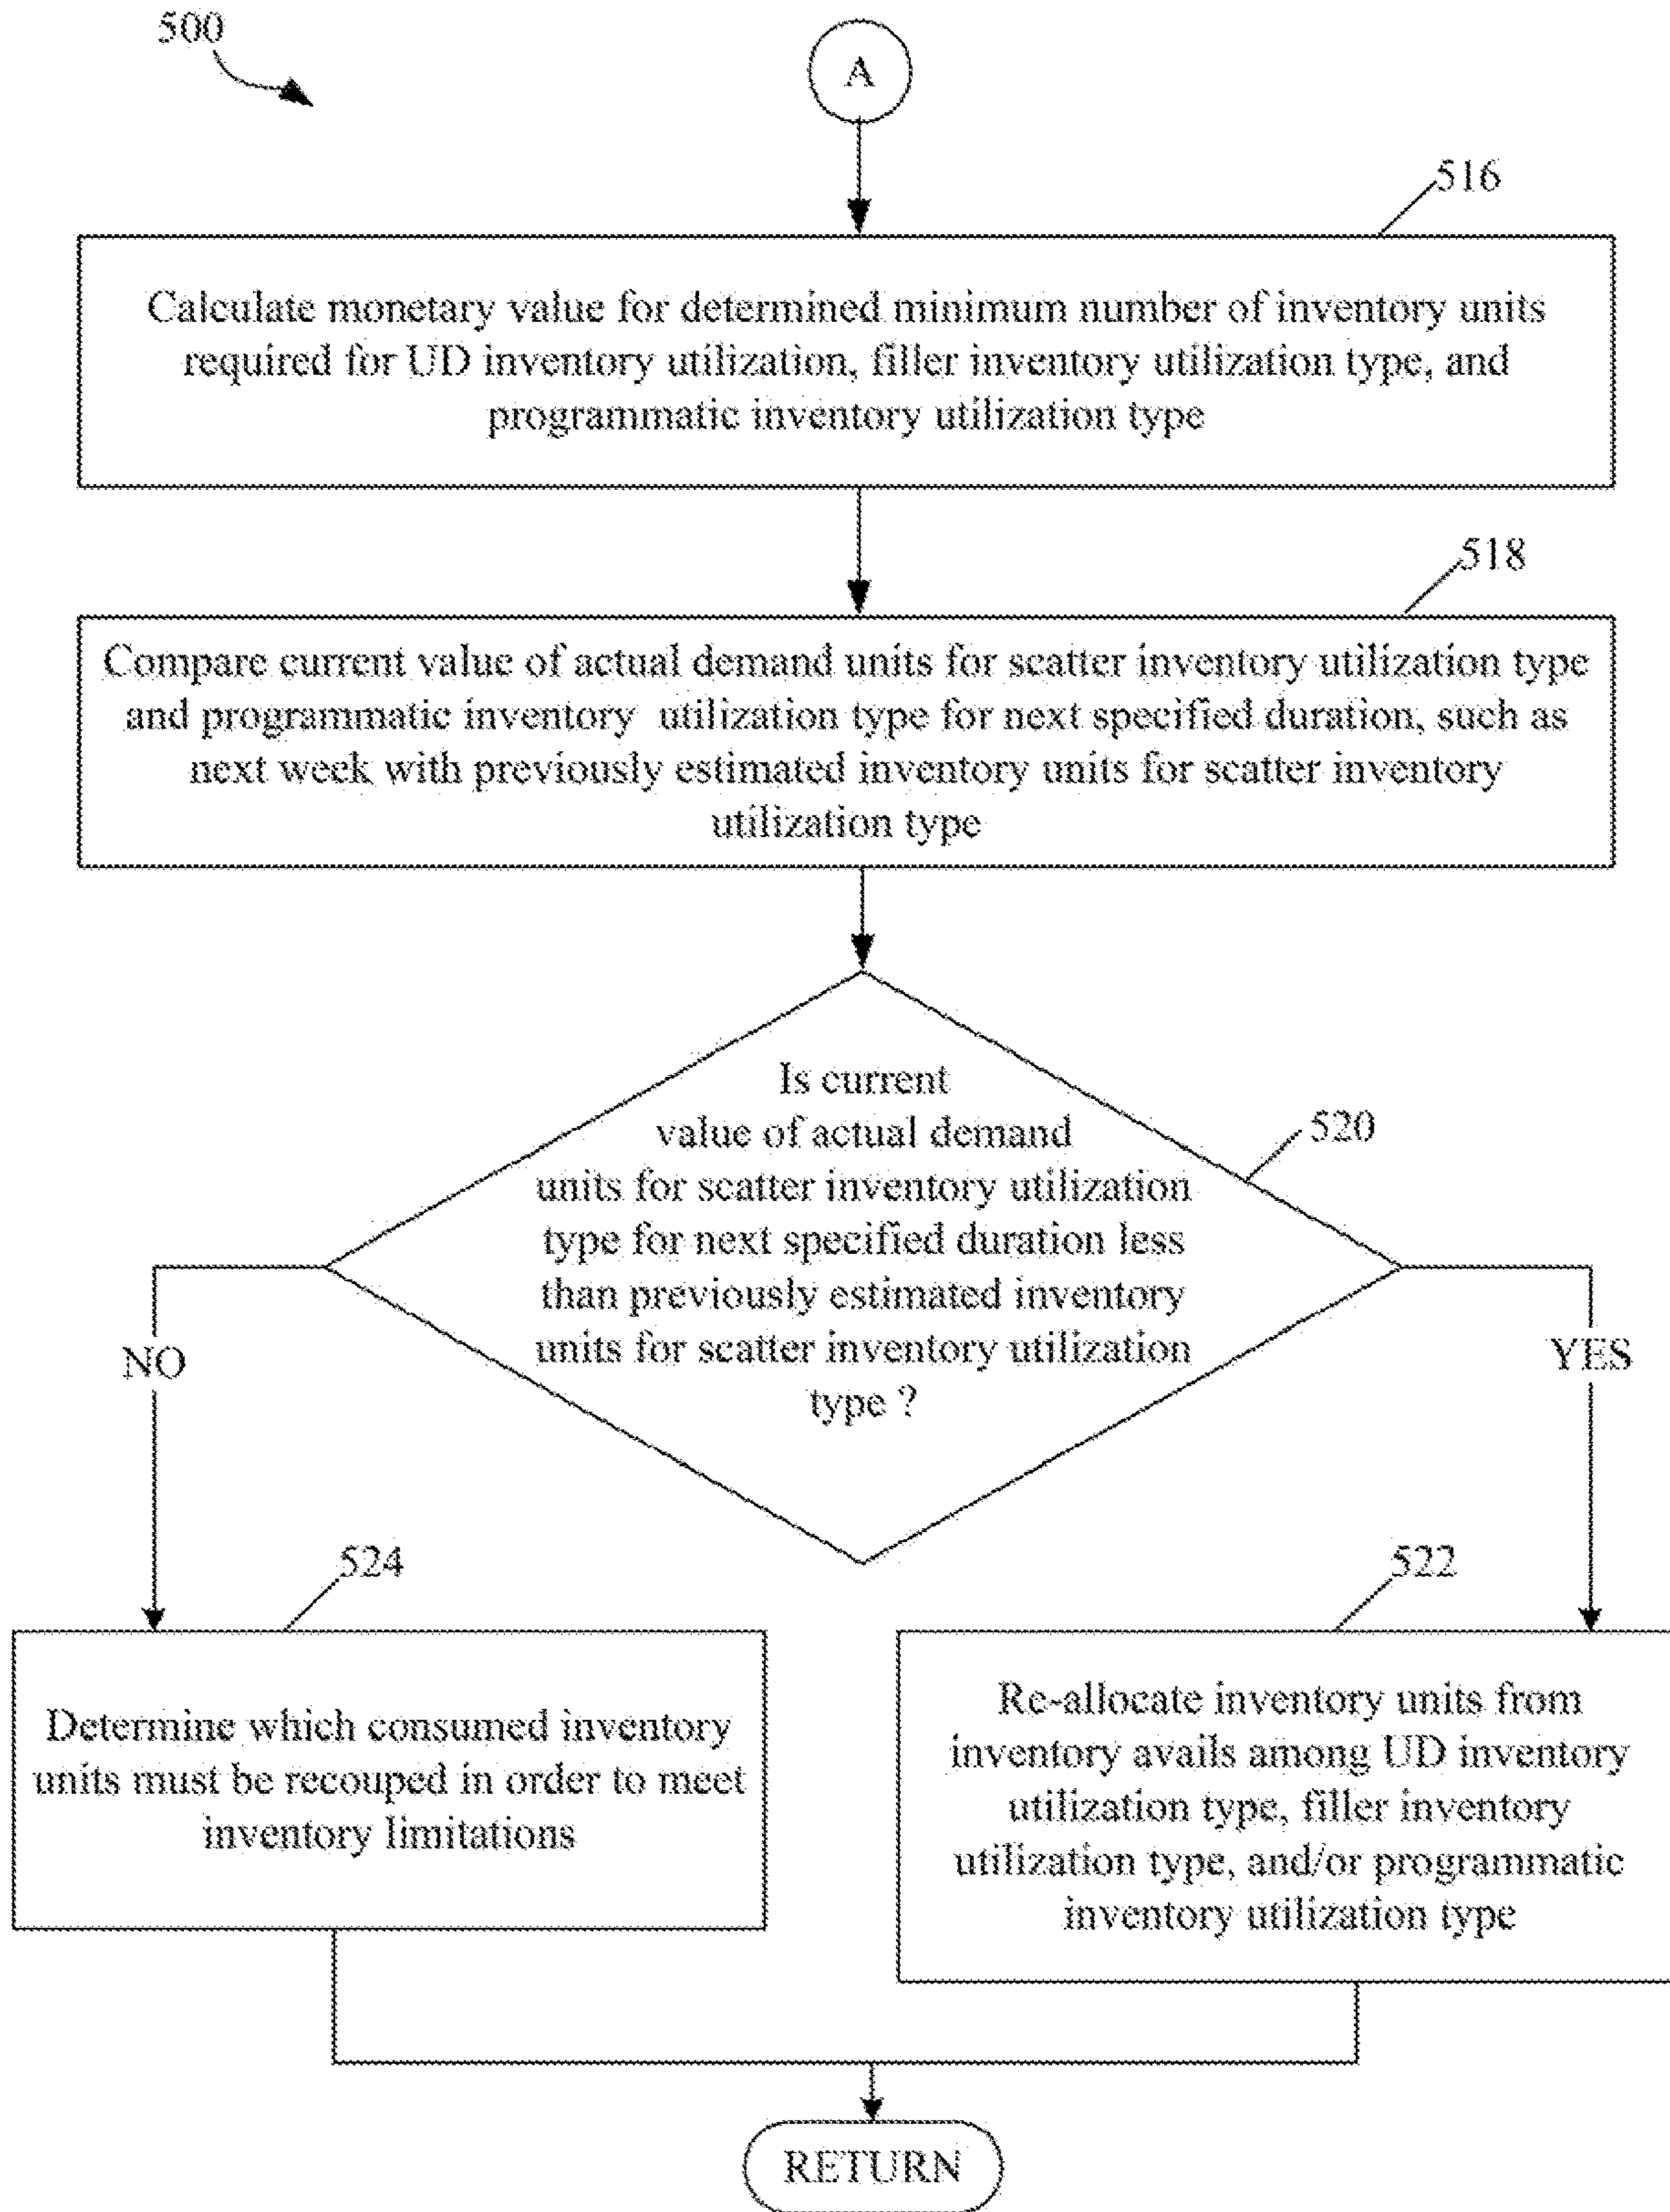 500
A
516
Calculate monetary value for determined minimum number of inventory units
required for UD inventory utilization, filler inventory utilization type, and
programmatic inventory utilization type
518
Compare current value of actual demand units for scatter inventory utilization type
and programmatic inventory utilization type for next specified duration, such as
next week with previously estimated inventory units for scatter inventory
utilization type
Is current
value of actual demand
units for scatter inventory utilization
type for next specified duration less
than previously estimated inventory
units for scatter inventory utilization
type ?
520
NO
YES
524
Determine which consumed inventory
units must be recouped in order to meet
inventory limitations
522
Re-allocate inventory units from
inventory avails among UD inventory
utilization type, filler inventory
utilization type, and/or programmatic
inventory utilization type
RETURN